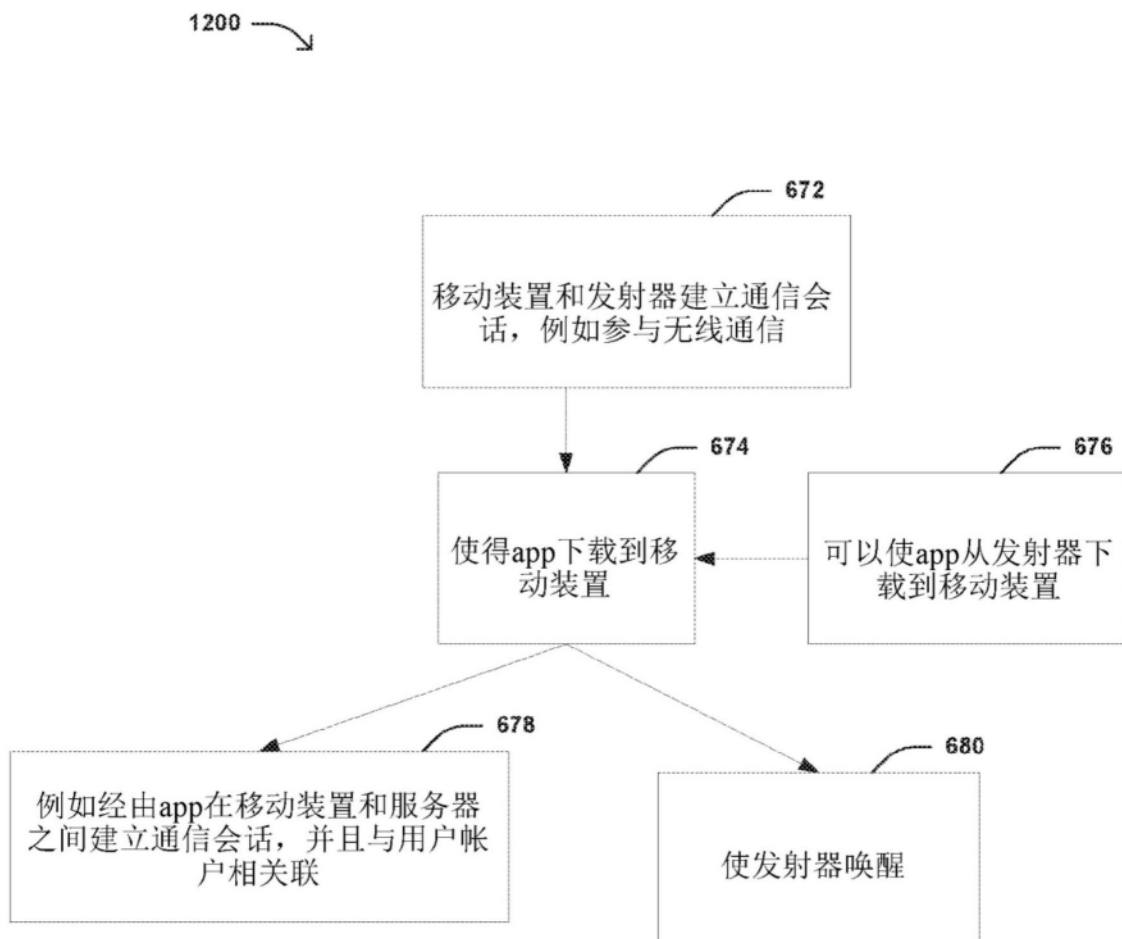 1200
672
移动装置和发射器建立通信会
话，例如参与无线通信
674
676
使得app下载到移
动装置
可以使app从发射器下
载到移动装置
678
680
例如经由app在移动装置和服务器
之间建立通信会话，并且与用户帐
户相关联
使发射器唤醒